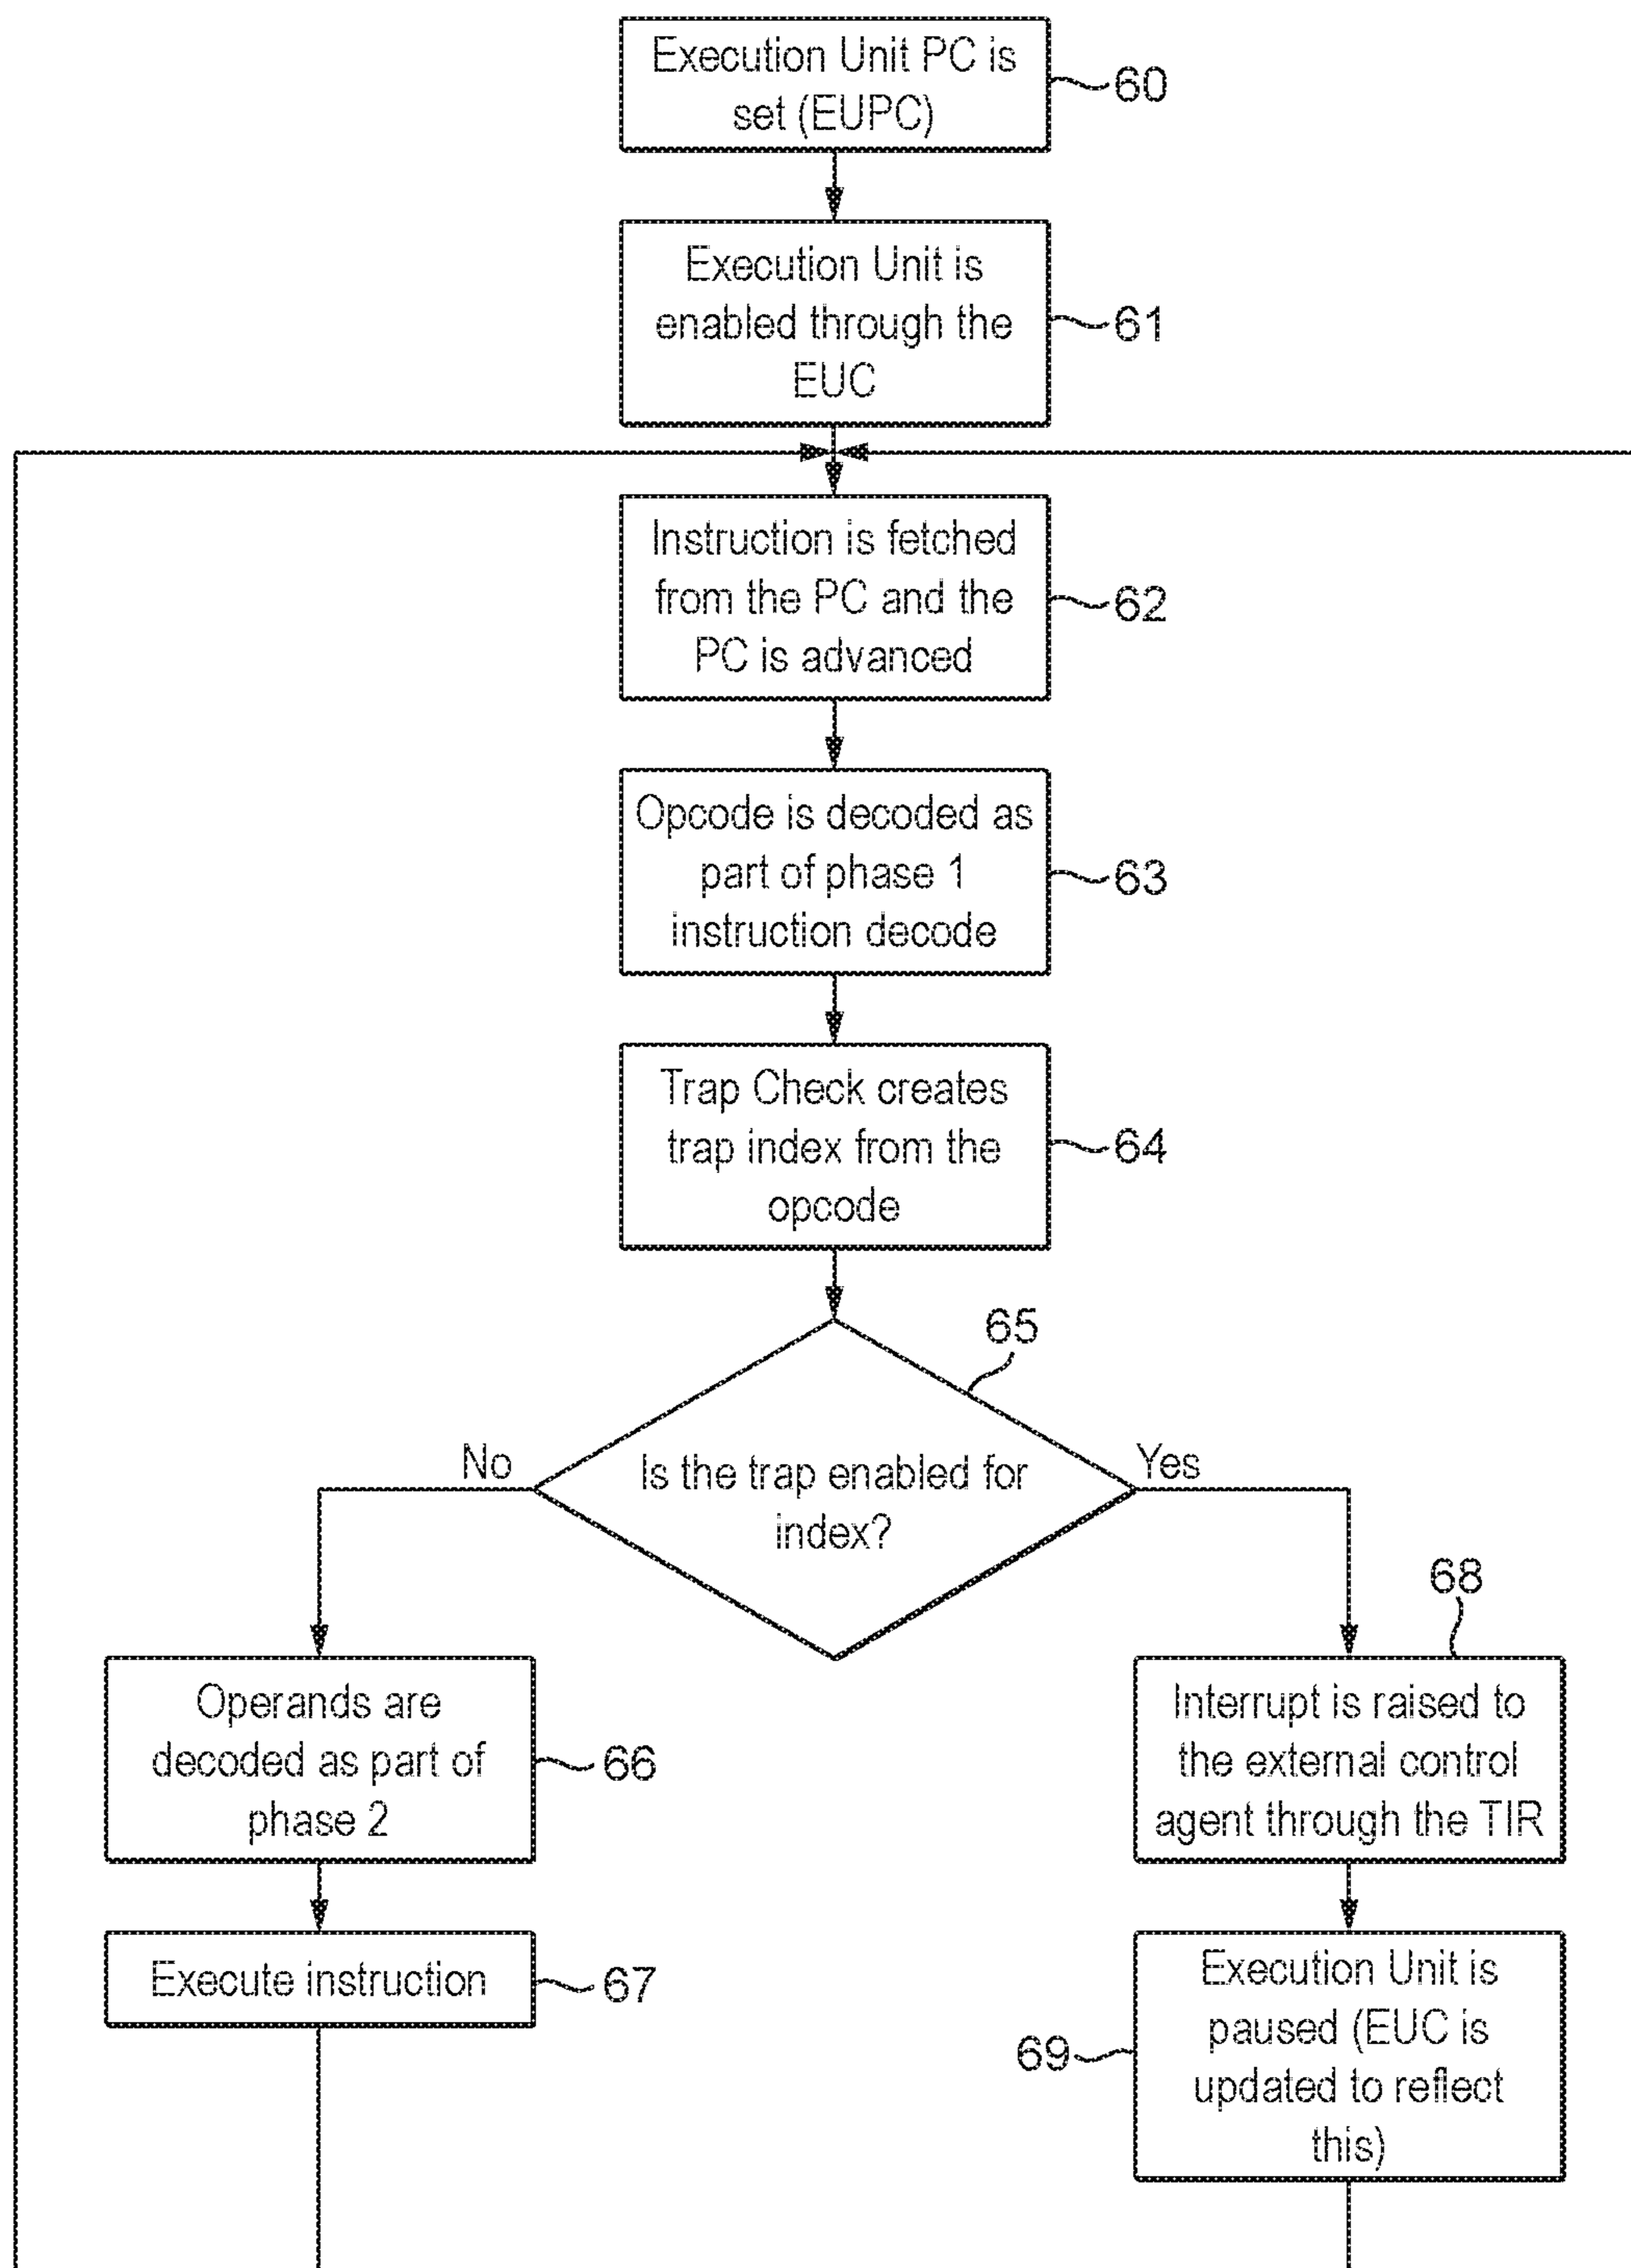 Execution Unit PC is
set (EUPC)
60
Execution Unit is
enabled through the
EUC
61
Instruction is fetched
from the PC and the
PC is advanced
62
Opcode is decoded as
part of phase 1
instruction decode
63
Trap Check creates
trap index from the
opcode
64
65
Is the trap enabled for
index?
No
Yes
Operands are
decoded as part of
phase 2
66
Execute instruction
67
68
Interrupt is raised to
the external control
agent through the TIR
Execution Unit is
paused (EUC is
updated to reflect
this)
69